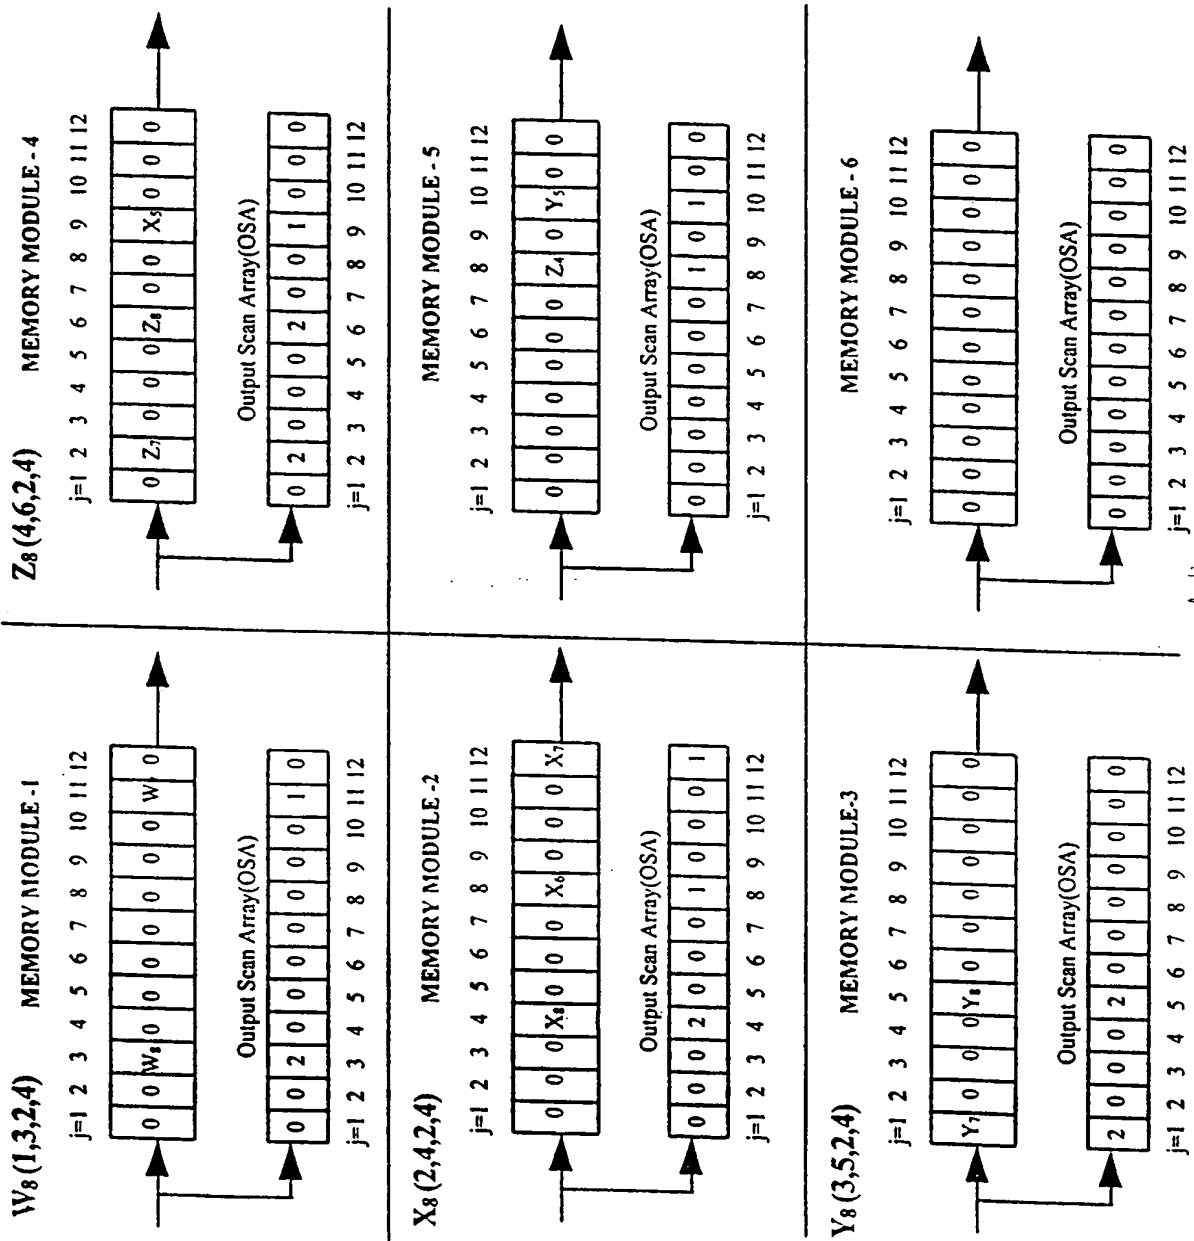 W8 (1,3,2,4) MEMORY MODULE -1
j=1 2 3 4 5 6 7 8 9 10 11 12
0 0 W8 0 0 0 0 0 0 0 W 0
Output Scan Array(OSA)
0 0 2 0 0 0 0 0 0 0 1 0
j=1 2 3 4 5 6 7 8 9 10 11 12
Z8 (4,6,2,4) MEMORY MODULE - 4
j=1 2 3 4 5 6 7 8 9 10 11 12
0 Z7 0 0 0 Z8 0 0 X5 0 0 0
Output Scan Array(OSA)
0 2 0 0 0 2 0 0 1 0 0 0
j=1 2 3 4 5 6 7 8 9 10 11 12
X8 (2,4,2,4) MEMORY MODULE -2
j=1 2 3 4 5 6 7 8 9 10 11 12
0 0 0 X8 0 0 0 X6 0 0 0 X7
Output Scan Array(OSA)
0 0 0 2 0 0 0 1 0 0 0 1
j=1 2 3 4 5 6 7 8 9 10 11 12
MEMORY MODULE - 5
j=1 2 3 4 5 6 7 8 9 10 11 12
0 0 0 0 0 0 0 Z4 0 Y5 0 0
Output Scan Array(OSA)
0 0 0 0 0 0 0 1 0 1 0 0
j=1 2 3 4 5 6 7 8 9 10 11 12
Y8 (3,5,2,4) MEMORY MODULE-3
j=1 2 3 4 5 6 7 8 9 10 11 12
Y7 0 0 0 Y8 0 0 0 0 0 0 0
Output Scan Array(OSA)
2 0 0 0 2 0 0 0 0 0 0 0
j=1 2 3 4 5 6 7 8 9 10 11 12
MEMORY MODULE - 6
j=1 2 3 4 5 6 7 8 9 10 11 12
0 0 0 0 0 0 0 0 0 0 0 0
Output Scan Array(OSA)
0 0 0 0 0 0 0 0 0 0 0 0
j=1 2 3 4 5 6 7 8 9 10 11 12